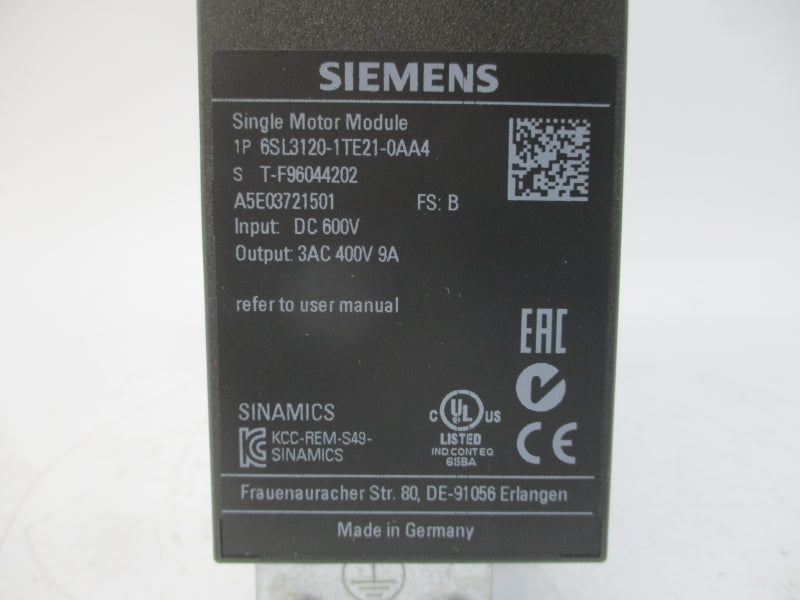 SIEMENS
Single Motor Module
1P 6SL3120-1TE21-0AA4
S T-F96044202
A5E03721501 FS: B
Input: DC 600V
Output: 3AC 400V 9A
refer to user manual
EAC
SINAMICS
KCC-REM-S49-
SINAMICS
C UL US
LISTED
IND CONT EQ
65BA
CE
Frauenauracher Str. 80, DE-91056 Erlangen
Made in Germany